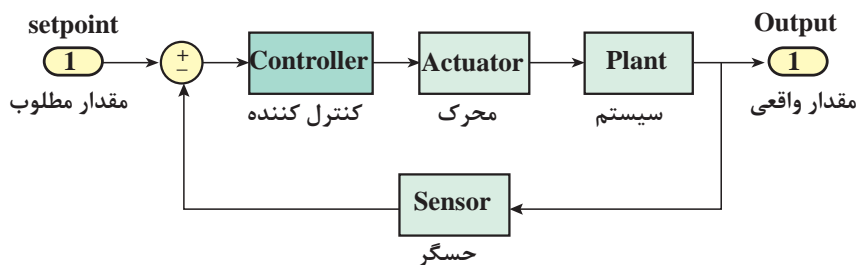 setpoint
1
مقدار مطلوب
+
−
Controller
کنترل کننده
Actuator
محرک
Plant
سیستم
Output
1
مقدار واقعی
Sensor
حسگر